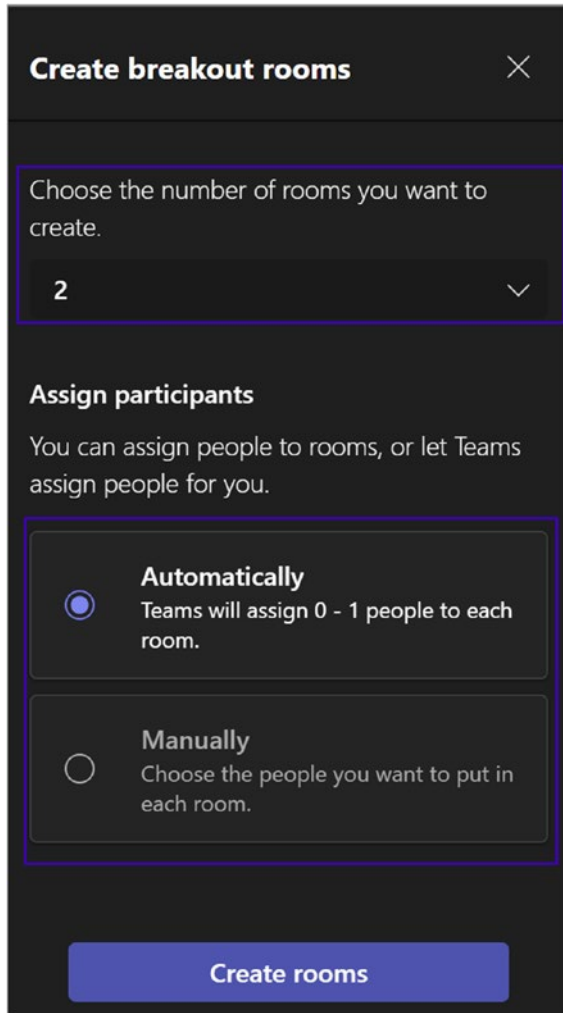 Create breakout rooms
Choose the number of rooms you want to
create.
2
Assign participants
You can assign people to rooms, or let Teams
assign people for you.
Automatically
Teams will assign 0 - 1 people to each
room.
Manually
Choose the people you want to put in
each room.
Create rooms